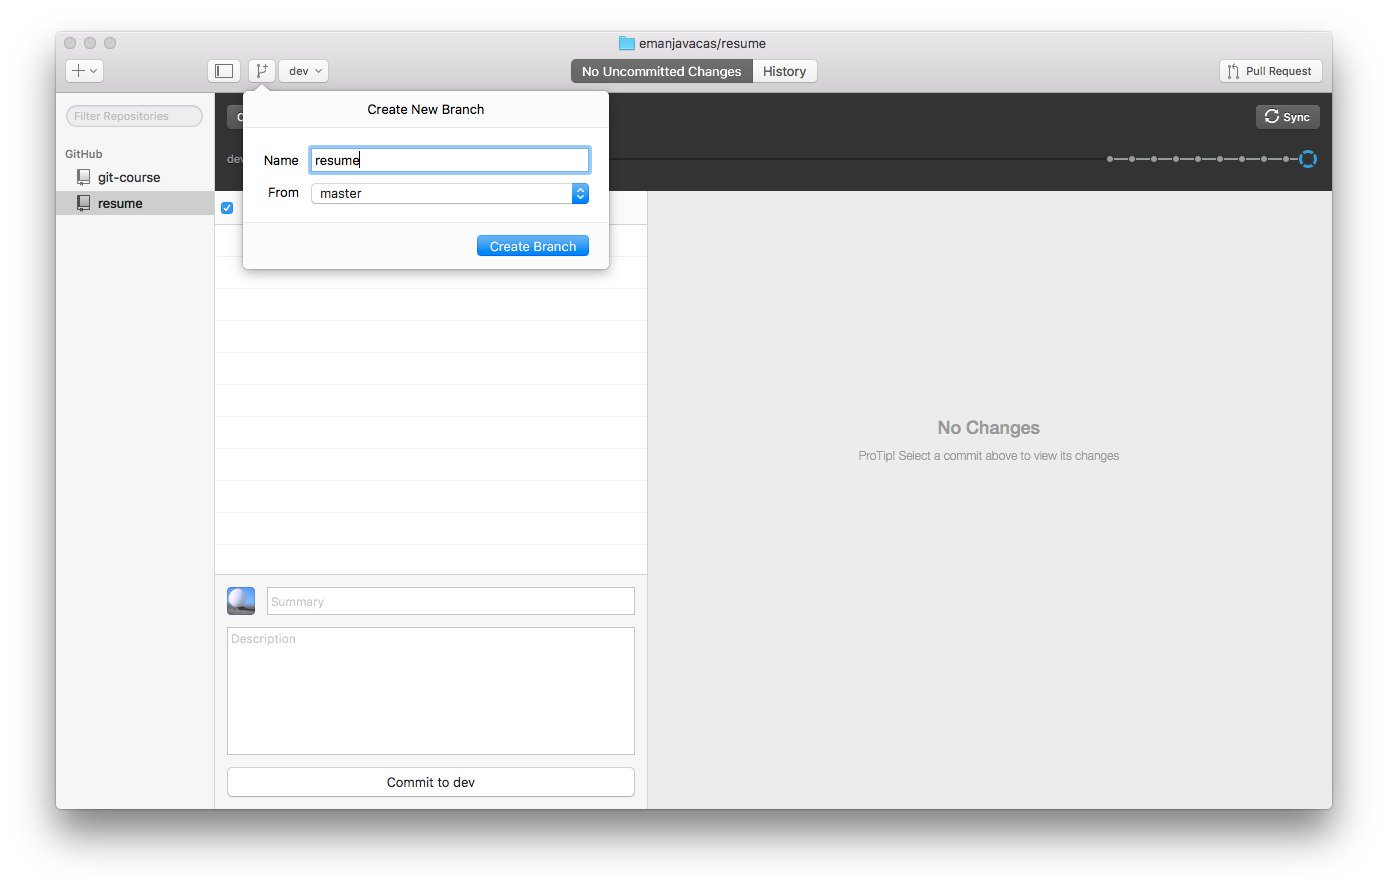 emanjavacas/resume
dev
No Uncommitted Changes
History
Pull Request
Filter Repositories
Create New Branch
Sync
GitHub
dev
Name
resume
git-course
From
master
resume
Create Branch
No Changes
ProTip! Select a commit above to view its changes
Summary
Description
Commit to dev